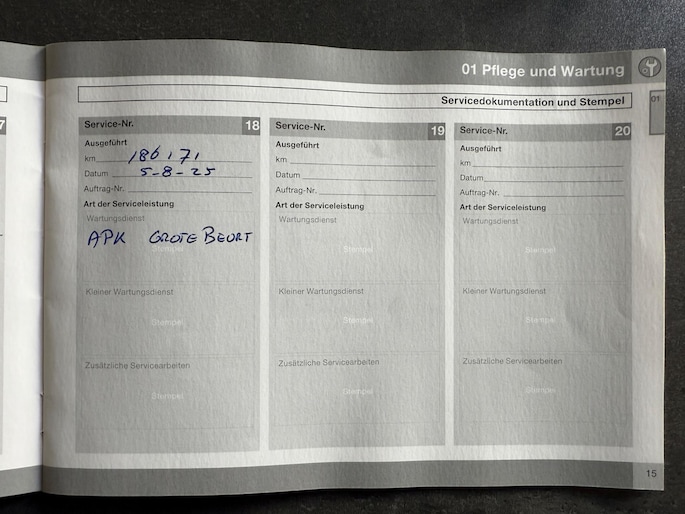 7
01 Pflege und Wartung
01
Servicedokumentation und Stempel
Service-Nr. 18
Ausgeführt
km 186171
Datum 5-8-25
Auftrag-Nr.
Art der Serviceleistung
Wartungsdienst
APK GROTE BEURT
Stempel
Kleiner Wartungsdienst
Stempel
Zusätzliche Servicearbeiten
Stempel
Service-Nr. 19
Ausgeführt
km
Datum
Auftrag-Nr.
Art der Serviceleistung
Wartungsdienst
Stempel
Kleiner Wartungsdienst
Stempel
Zusätzliche Servicearbeiten
Stempel
Service-Nr. 20
Ausgeführt
km
Datum
Auftrag-Nr.
Art der Serviceleistung
Wartungsdienst
Stempel
Kleiner Wartungsdienst
Stempel
Zusätzliche Servicearbeiten
Stempel
15